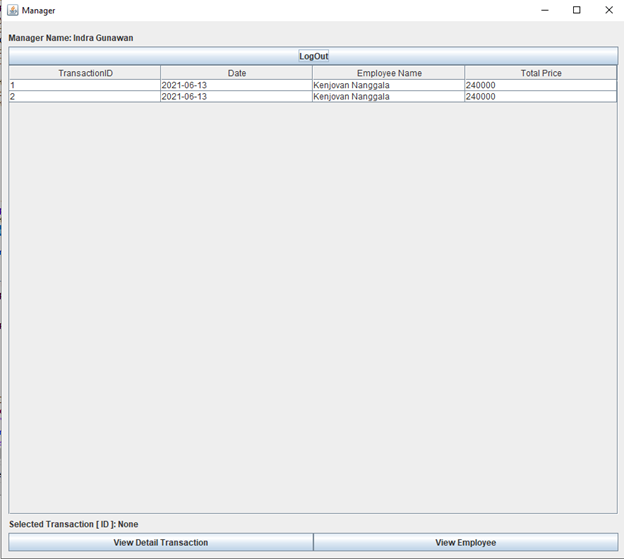 Manager
Manager Name: Indra Gunawan
LogOut
TransactionID Date Employee Name Total Price
1 2021-06-13 Kenjovan Nanggala 240000
2 2021-06-13 Kenjovan Nanggala 240000
Selected Transaction [ ID ]: None
View Detail Transaction View Employee